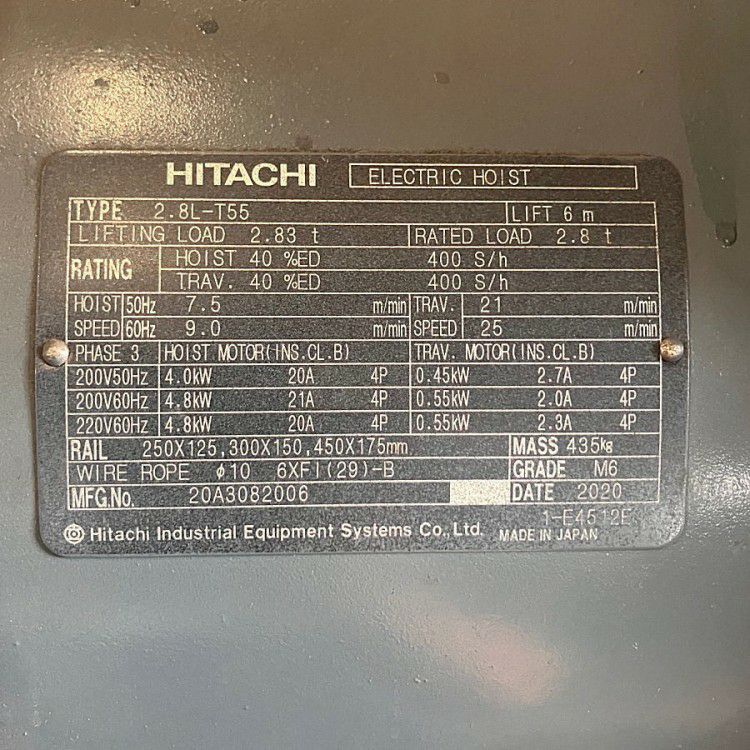 HITACHI ELECTRIC HOIST
TYPE 2.8L-T55 LIFT 6 m
LIFTING LOAD 2.83 t RATED LOAD 2.8 t
RATING HOIST 40 %ED 400 S/h
TRAV. 40 %ED 400 S/h
HOIST 50Hz 7.5 m/min TRAV. 21 m/min
SPEED 60Hz 9.0 m/min SPEED 25 m/min
PHASE 3 HOIST MOTOR(INS.CL.B) TRAV. MOTOR(INS.CL.B)
200V50Hz 4.0kW 20A 4P 0.45kW 2.7A 4P
200V60Hz 4.8kW 21A 4P 0.55kW 2.0A 4P
220V60Hz 4.8kW 20A 4P 0.55kW 2.3A 4P
RAIL 250X125,300X150,450X175mm MASS 435kg
WIRE ROPE φ10 6XFI(29)-B GRADE M6
MFG.No. 20A3082006 DATE 2020
1-E4512E
Hitachi Industrial Equipment Systems Co.,Ltd. MADE IN JAPAN